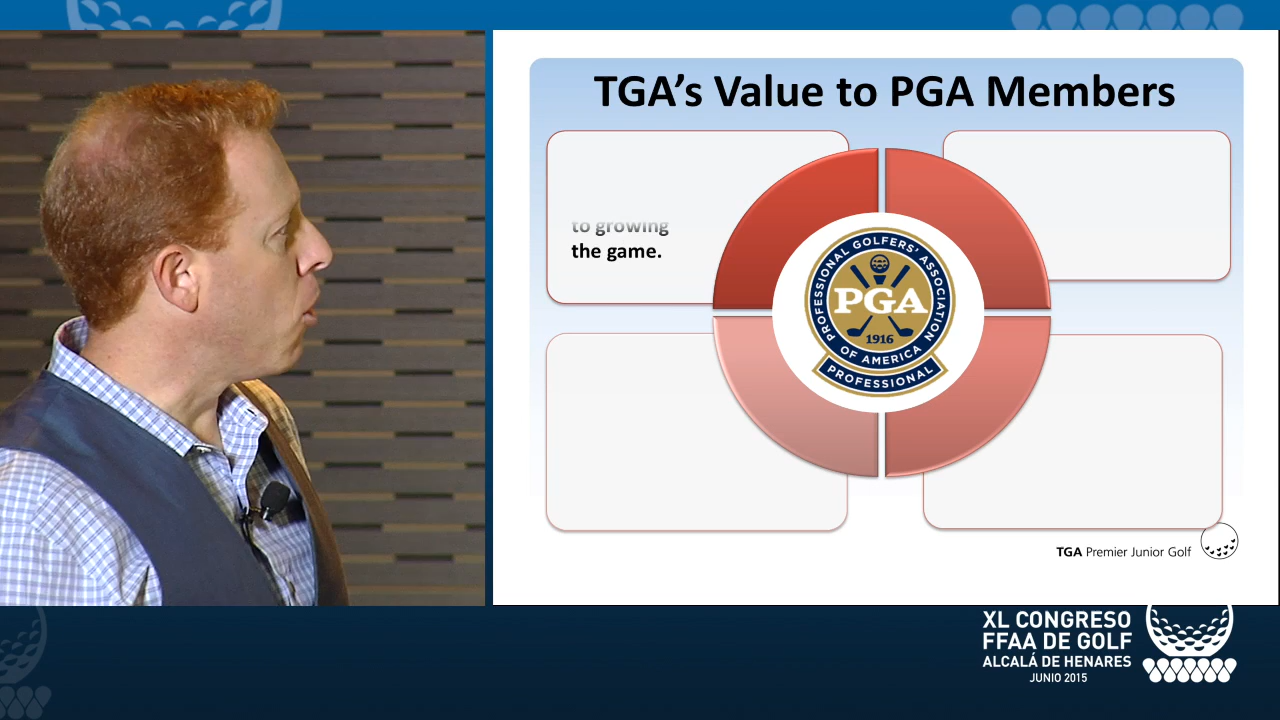 TGA's Value to PGA Members
to growing
the game.
PROFESSIONAL GOLFERS' ASSOCIATION
OF AMERICA
PGA
1916
PROFESSIONAL
TGA Premier Junior Golf
XL CONGRESO
FFAA DE GOLF
ALCALÁ DE HENARES
JUNIO 2015